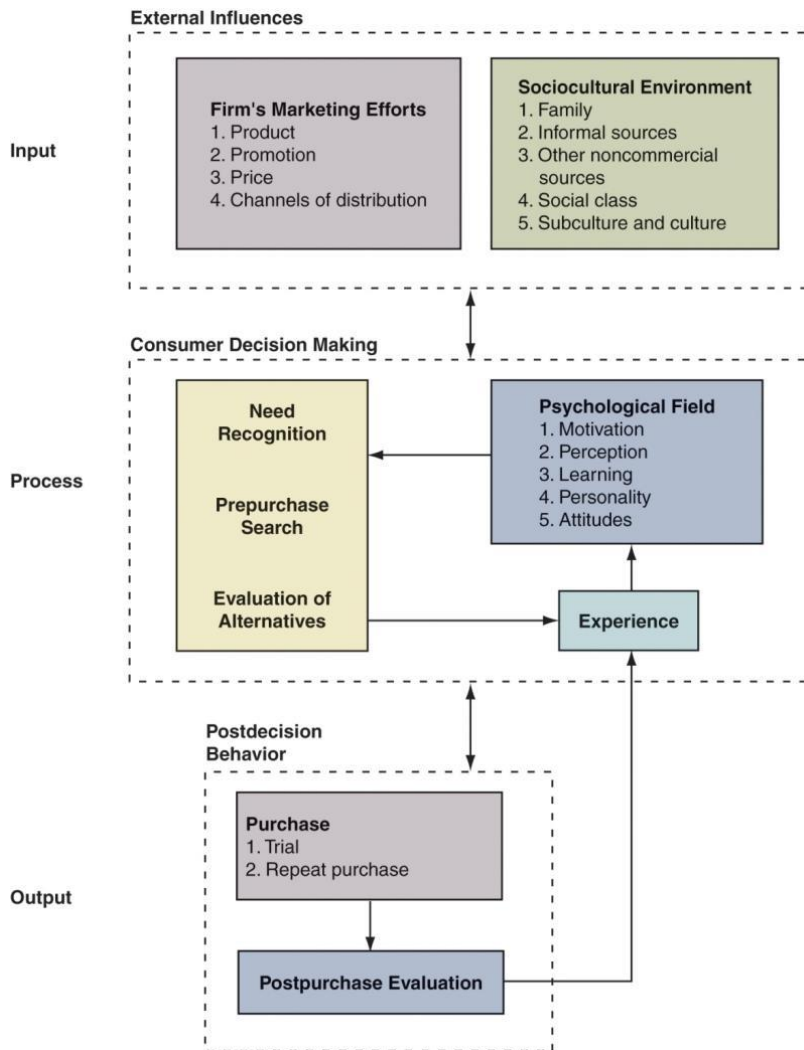 External Influences
Input
Firm's Marketing Efforts
1. Product
2. Promotion
3. Price
4. Channels of distribution
Sociocultural Environment
1. Family
2. Informal sources
3. Other noncommercial
sources
4. Social class
5. Subculture and culture
Consumer Decision Making
Process
Need
Recognition
Prepurchase
Search
Evaluation of
Alternatives
Psychological Field
1. Motivation
2. Perception
3. Learning
4. Personality
5. Attitudes
Experience
Postdecision
Behavior
Output
Purchase
1. Trial
2. Repeat purchase
Postpurchase Evaluation